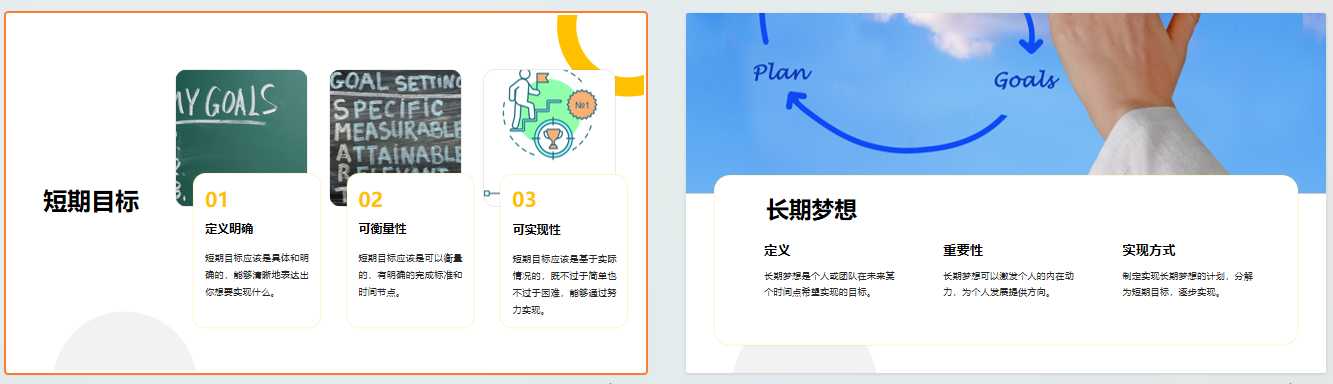 短期目标
MY GOALS
GOAL SETTING
SPECIFIC
MEASURABLE
ATTAINABLE
RELEVANT
№1
01
定义明确
短期目标应该是具体和明
确的，能够清晰地表达出
你想要实现什么。
02
可衡量性
短期目标应该是可以衡量
的，有明确的完成标准和
时间节点。
03
可实现性
短期目标应该是基于实际
情况的，既不过于简单也
不过于困难，能够通过努
力实现。
Plan
Goals
长期梦想
定义
长期梦想是个人或团队在未来某
个时间点希望实现的目标。
重要性
长期梦想可以激发个人的内在动
力，为个人发展提供方向。
实现方式
制定实现长期梦想的计划，分解
为短期目标，逐步实现。